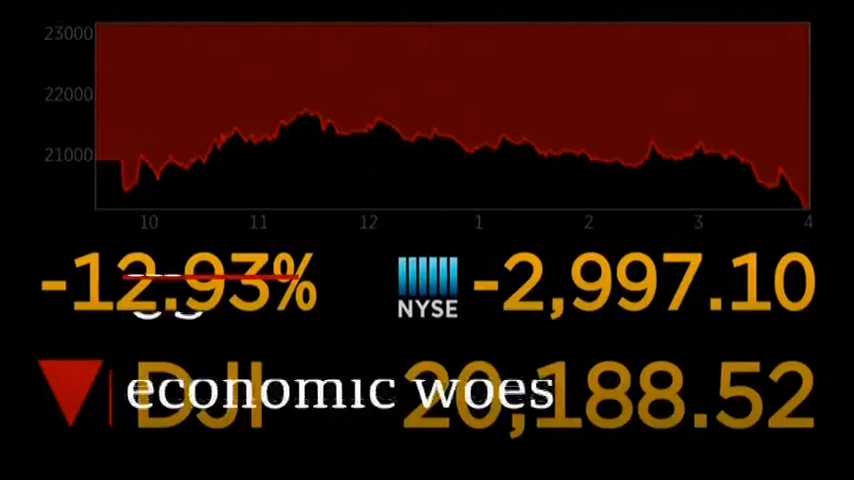 23000
22000
21000
10 11 12 1 2 3 4
-12.93% NYSE -2,997.10
DJI 20,188.52
economic woes